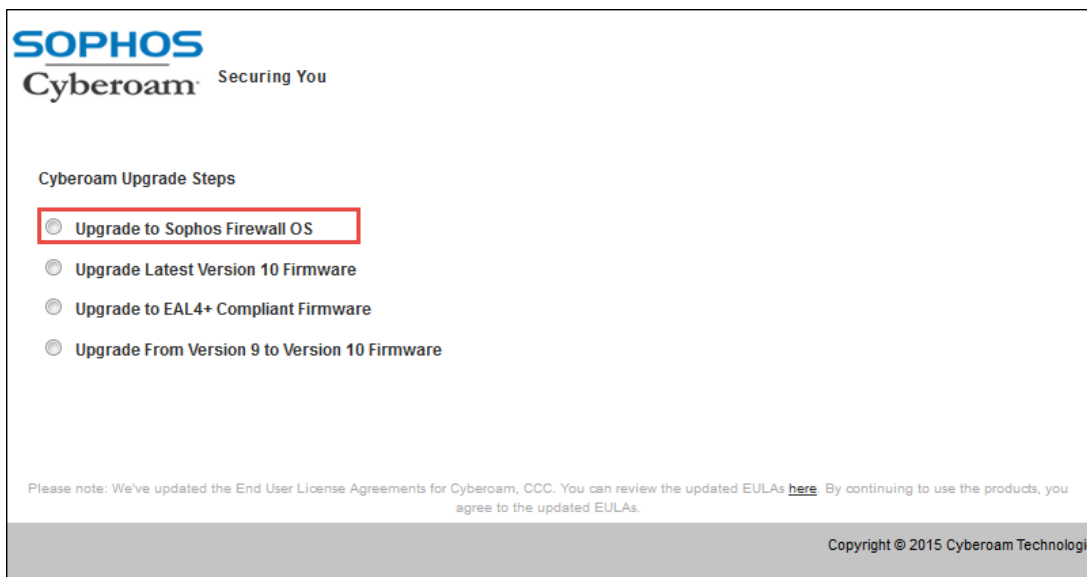 SOPHOS
Cyberoam
Securing You
Cyberoam Upgrade Steps
Upgrade to Sophos Firewall OS
Upgrade Latest Version 10 Firmware
Upgrade to EAL4+ Compliant Firmware
Upgrade From Version 9 to Version 10 Firmware
Please note: We've updated the End User License Agreements for Cyberoam, CCC. You can review the updated EULAs here. By continuing to use the products, you
agree to the updated EULAs.
Copyright © 2015 Cyberoam Technologi